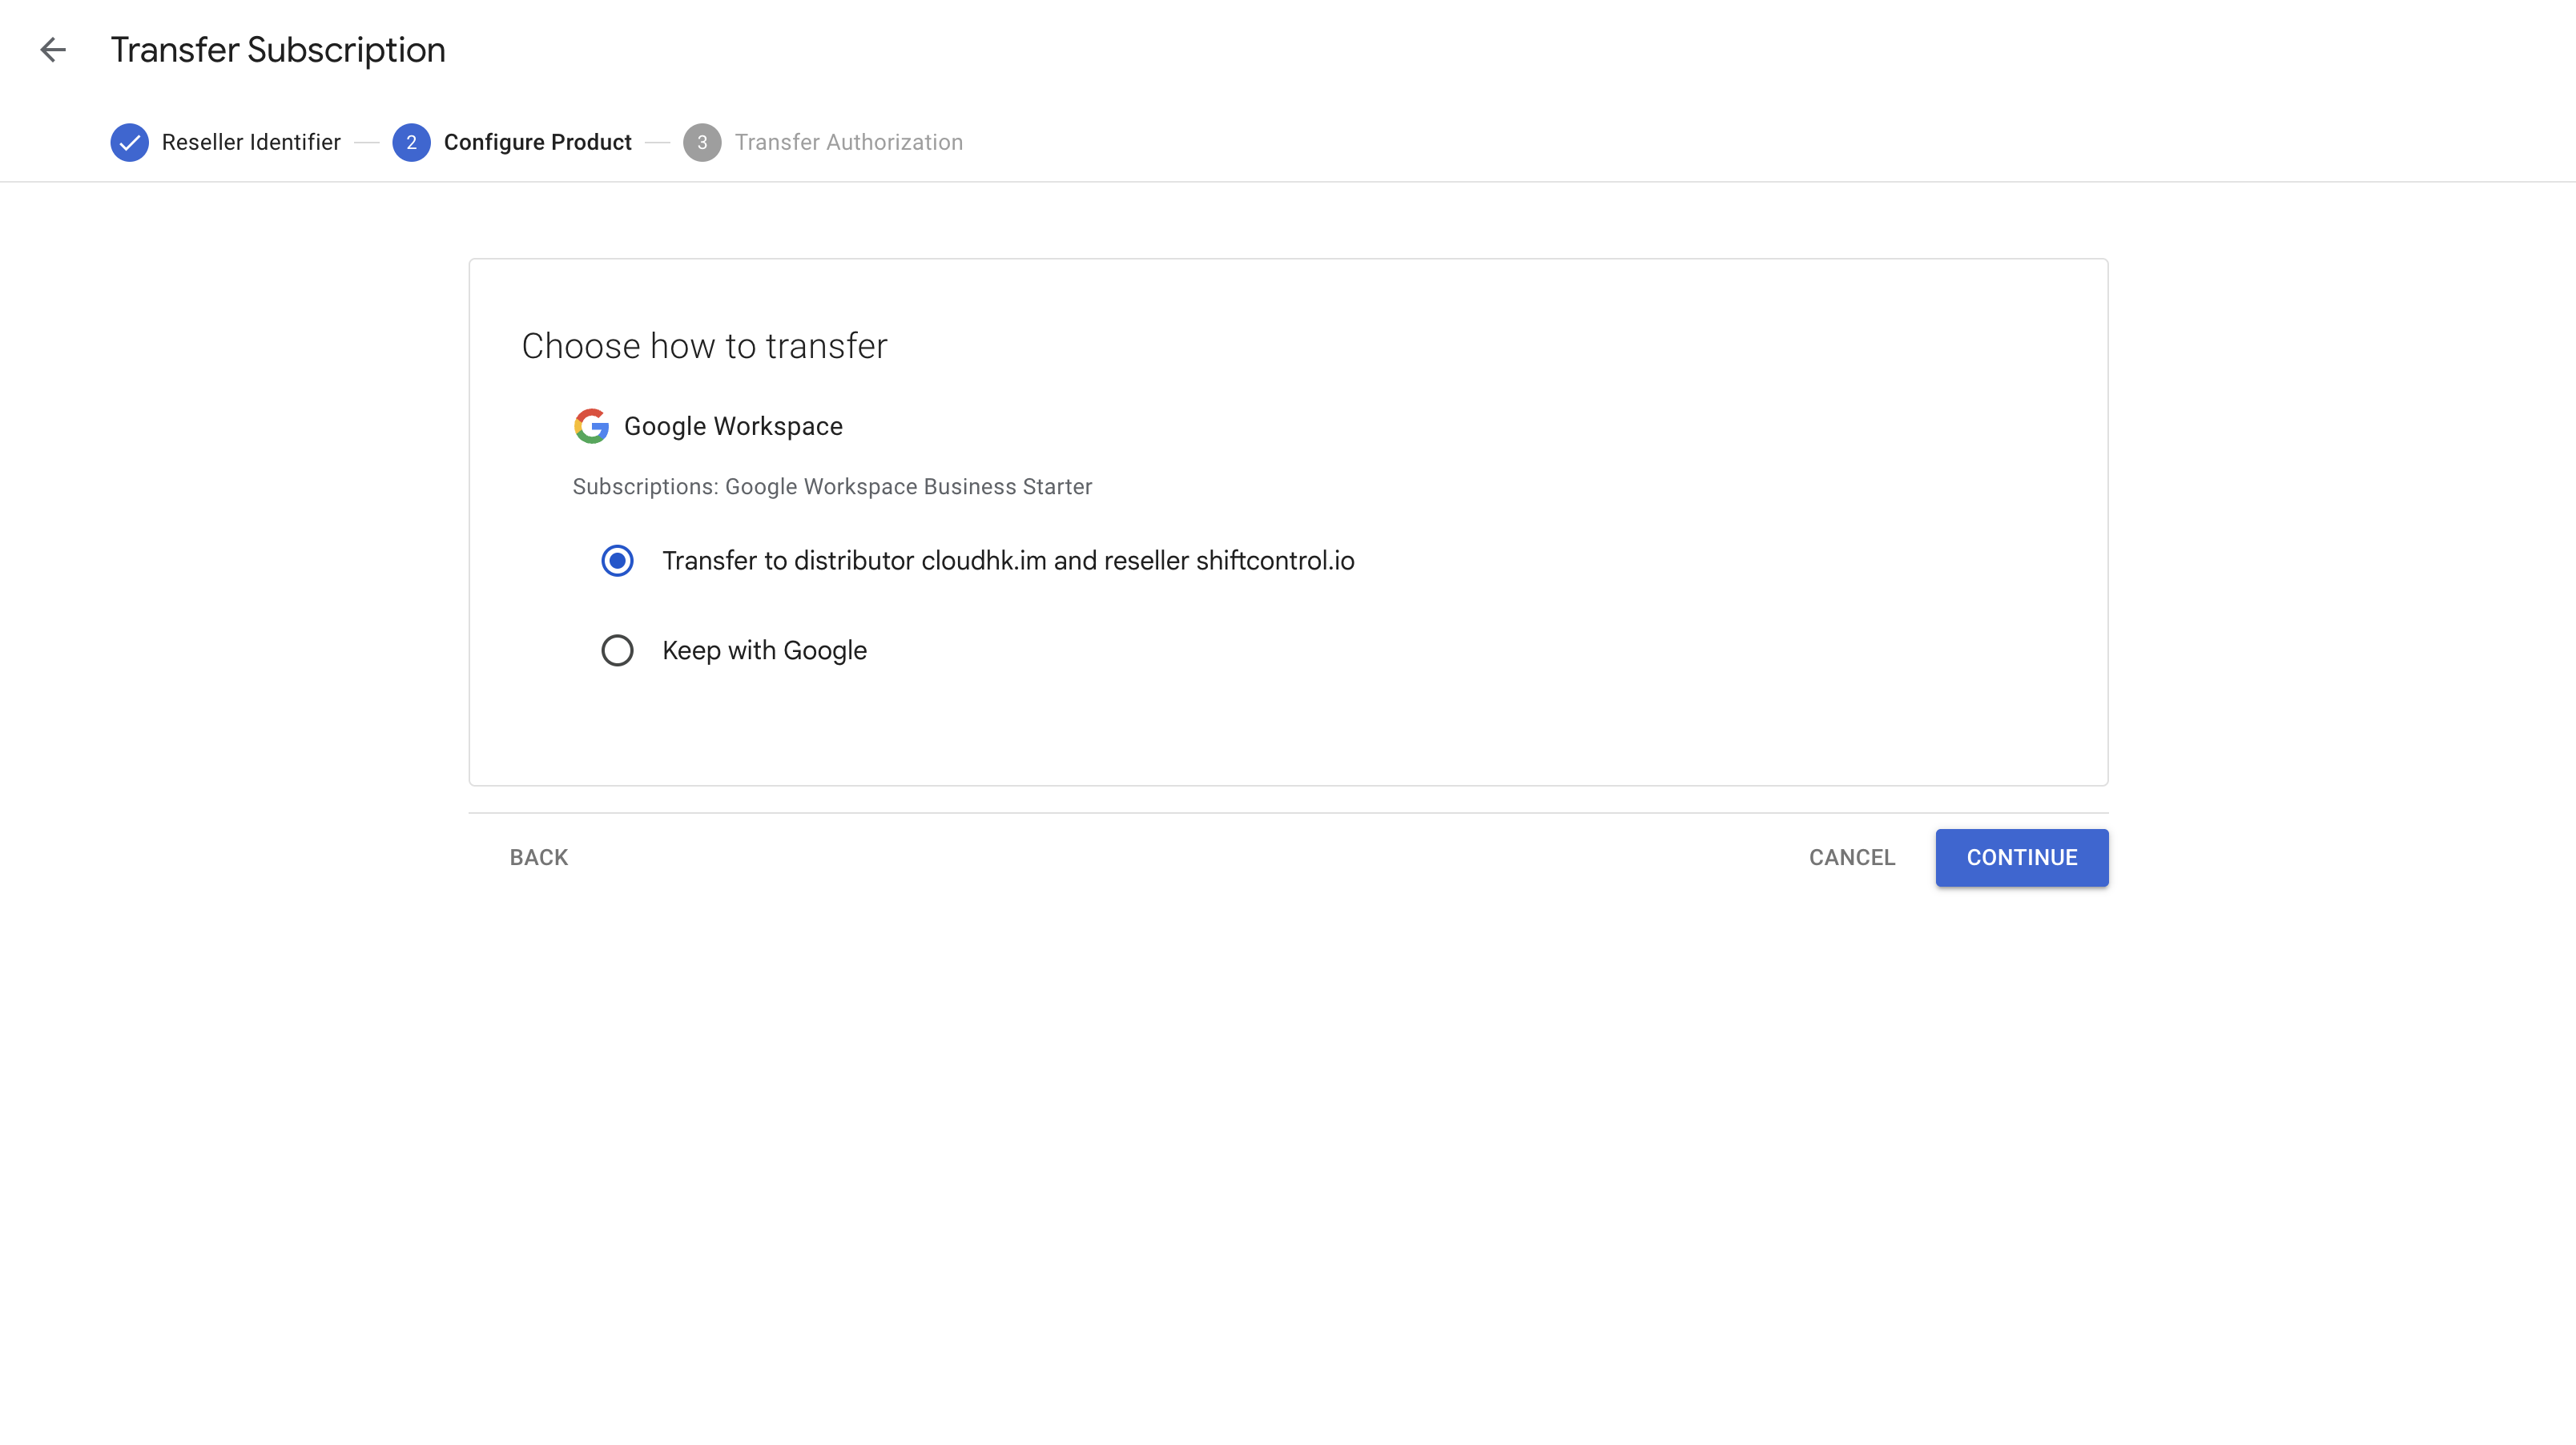 Transfer Subscription
Reseller Identifier
2 Configure Product
3 Transfer Authorization
Choose how to transfer
Google Workspace
Subscriptions: Google Workspace Business Starter
Transfer to distributor cloudhk.im and reseller shiftcontrol.io
Keep with Google
BACK
CANCEL
CONTINUE